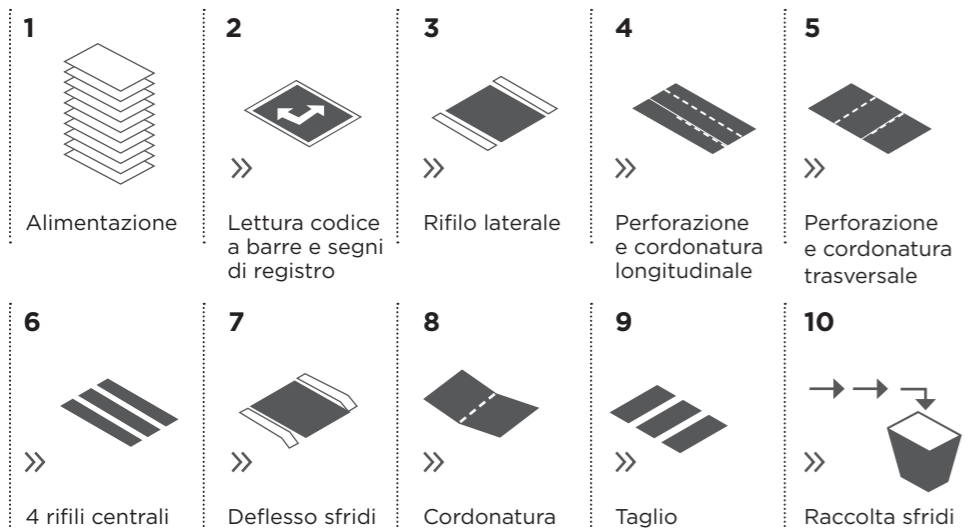 1
Alimentazione
2
Lettura codice
a barre e segni
di registro
3
Rifilo laterale
4
Perforazione
e cordonatura
longitudinale
5
Perforazione
e cordonatura
trasversale
6
4 rifili centrali
7
Deflesso sfridi
8
Cordonatura
9
Taglio
10
Raccolta sfridi